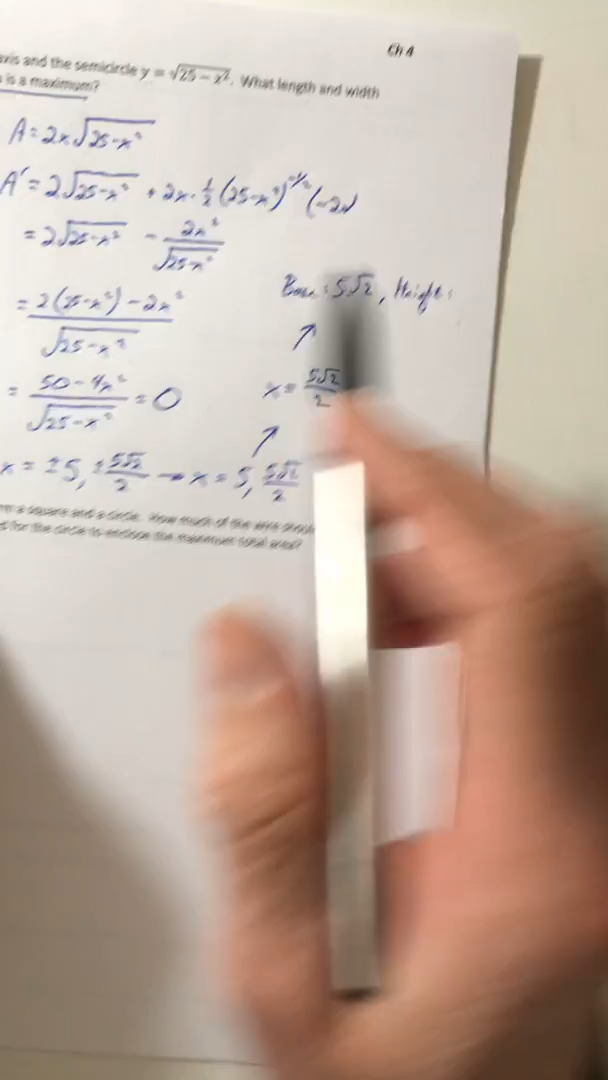 Ch 4
axis and the semicircle y = √25 − x². What length and width
is a maximum?
A = 2x√25-x²
A' = 2√25-x² + 2x · 1/2 (25-x²)^-1/2 (-2x)
= 2√25-x² - 2x²/√25-x²
= 2(25-x²) - 2x²/√25-x²
Base: 5√2, Height:
= 50-4x²/√25-x² = 0
x = 5√2/2
x = ±5, ±5√2/2 → x = 5, 5√2/2
a square and a circle. How much of the wire should
for the circle to enclose the maximum total area?